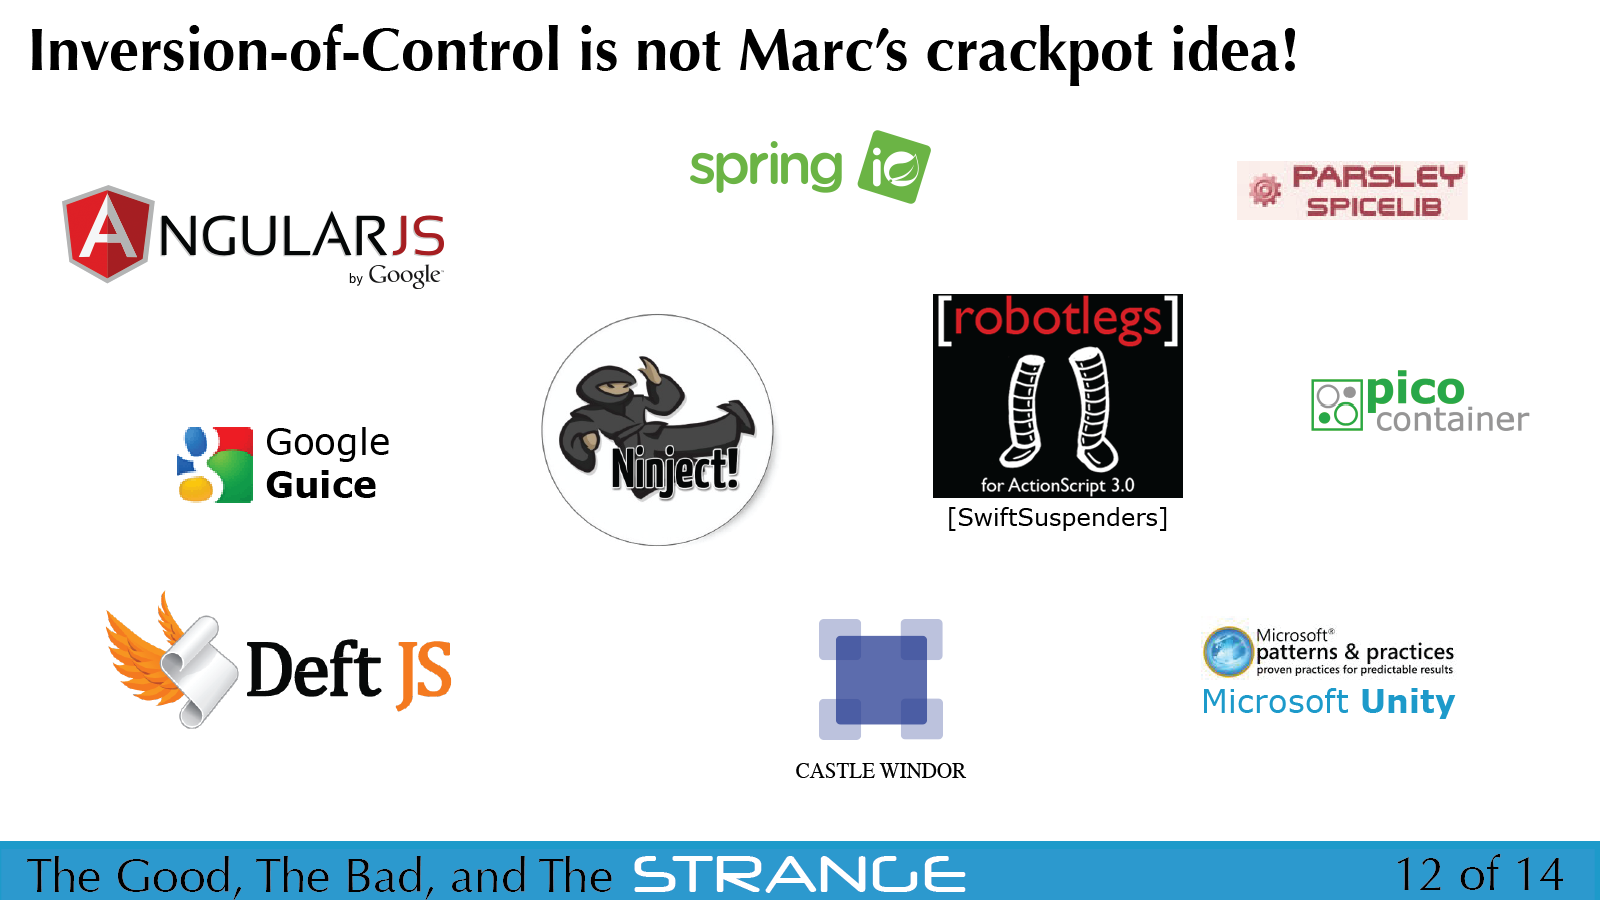 Inversion-of-Control is not Marc’s crackpot idea!
spring io
PARSLEY
SPICELIB
ANGULARJS
by Google™
[robotlegs]
for ActionScript 3.0
[SwiftSuspenders]
Ninject!
pico
container
Google
Guice
Deft JS
CASTLE WINDOR
Microsoft®
patterns & practices
proven practices for predictable results
Microsoft Unity
The Good, The Bad, and The STRANGE
12 of 14